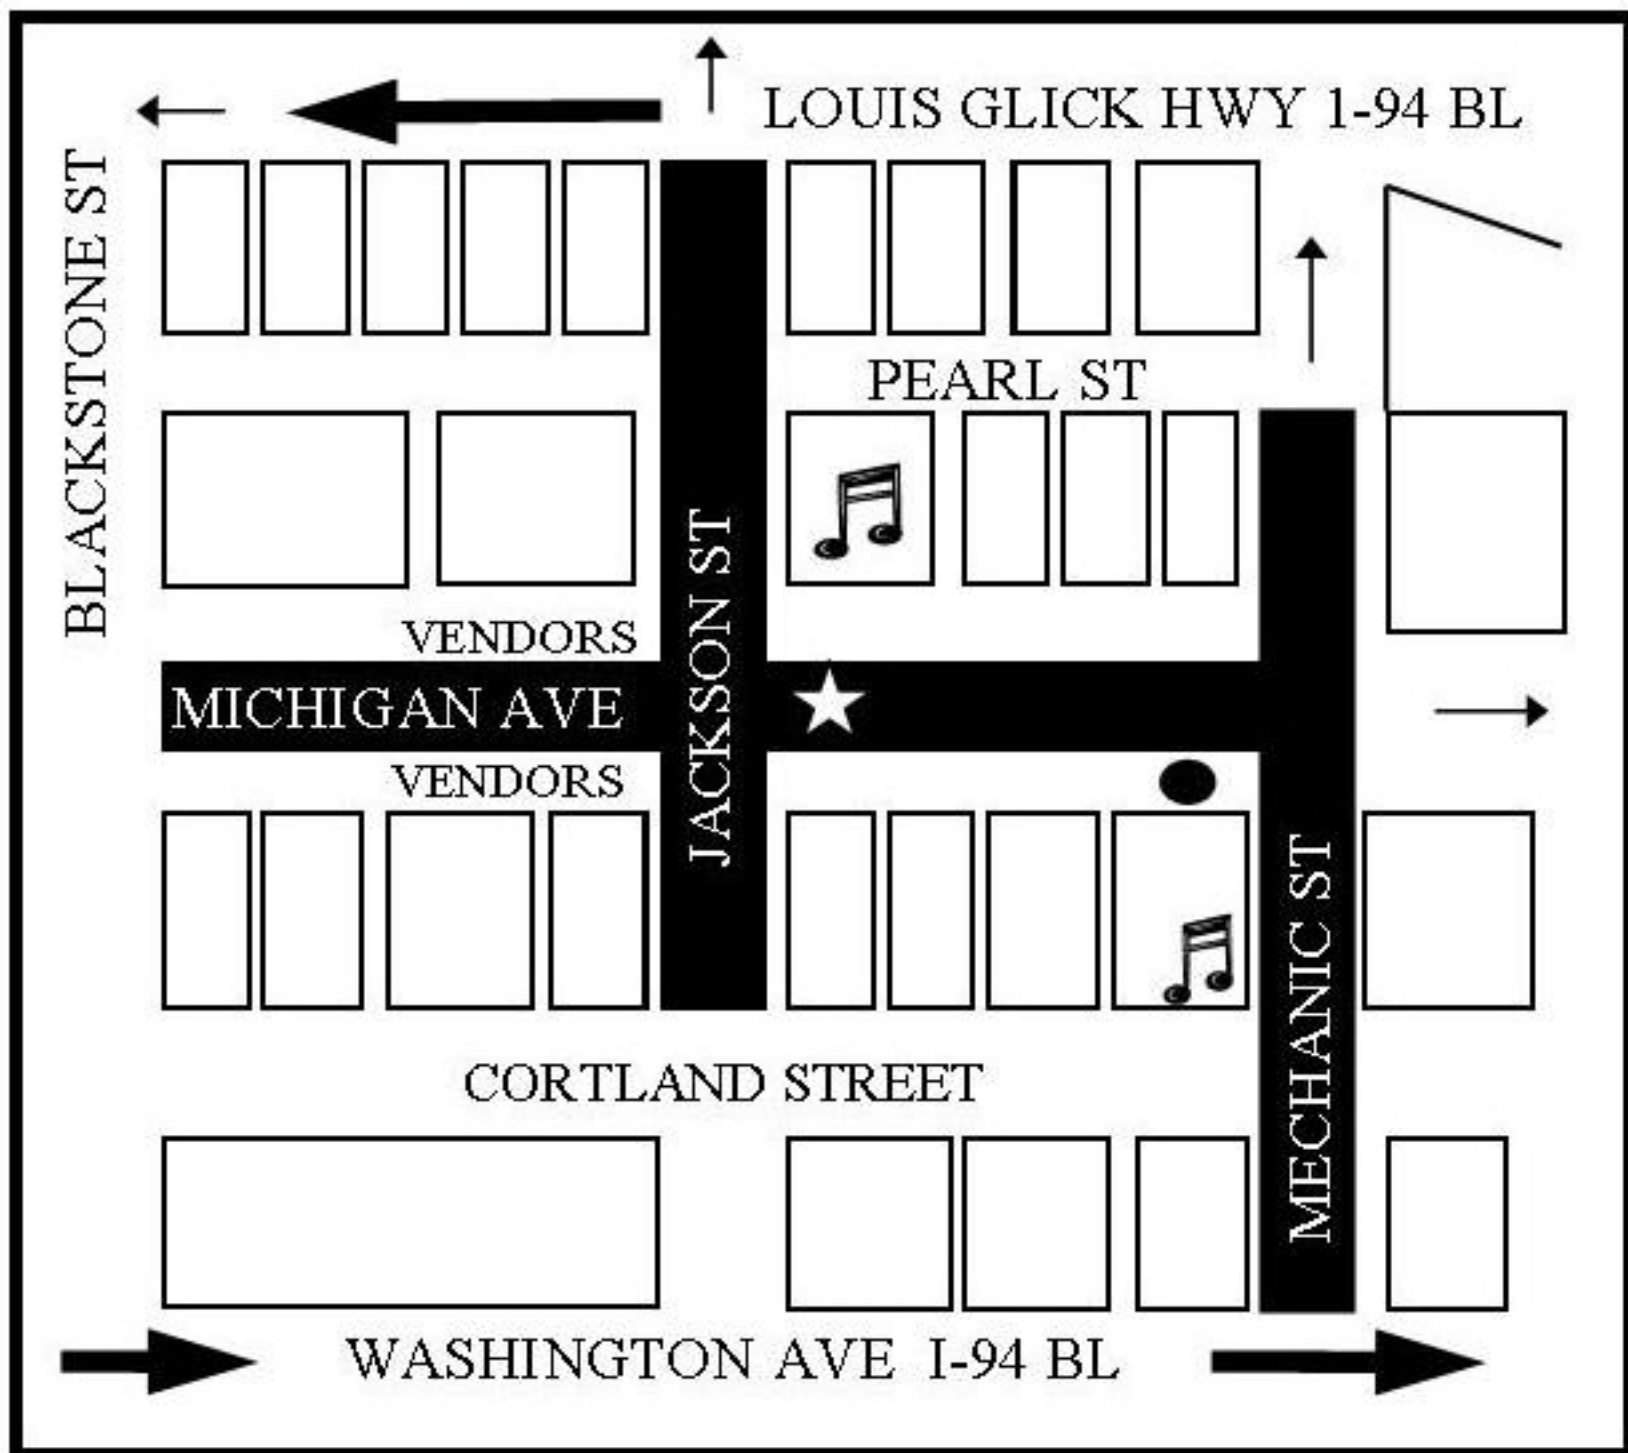 LOUIS GLICK HWY 1-94 BL
BLACKSTONE ST
PEARL ST
JACKSON ST
VENDORS
MICHIGAN AVE
VENDORS
MECHANIC ST
CORTLAND STREET
WASHINGTON AVE I-94 BL